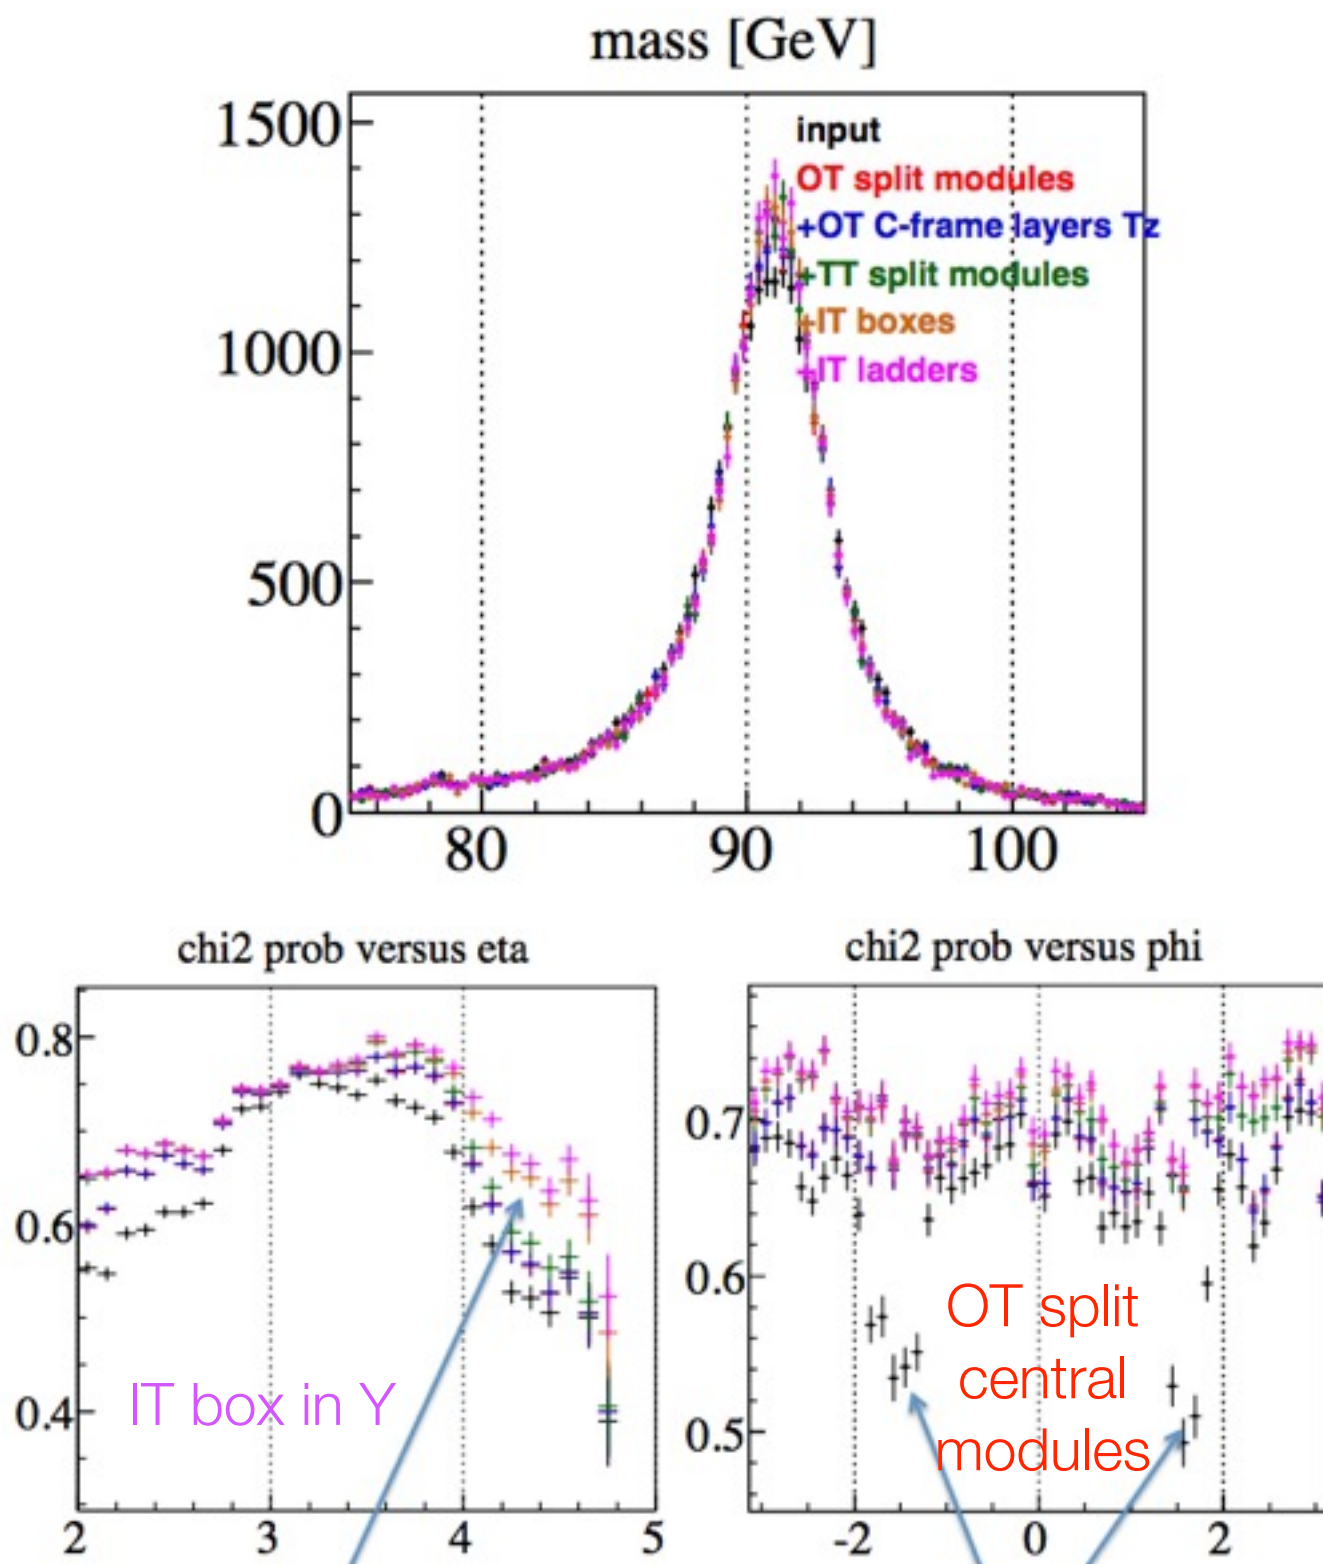 mass [GeV]
1500
1000
500
0
80 90 100
input
OT split modules
+OT C-frame layers Tz
+TT split modules
+IT boxes
+IT ladders
chi2 prob versus eta
0.8
0.6
0.4
2 3 4 5
IT box in Y
chi2 prob versus phi
0.7
0.6
0.5
-2 0 2
OT split
central
modules